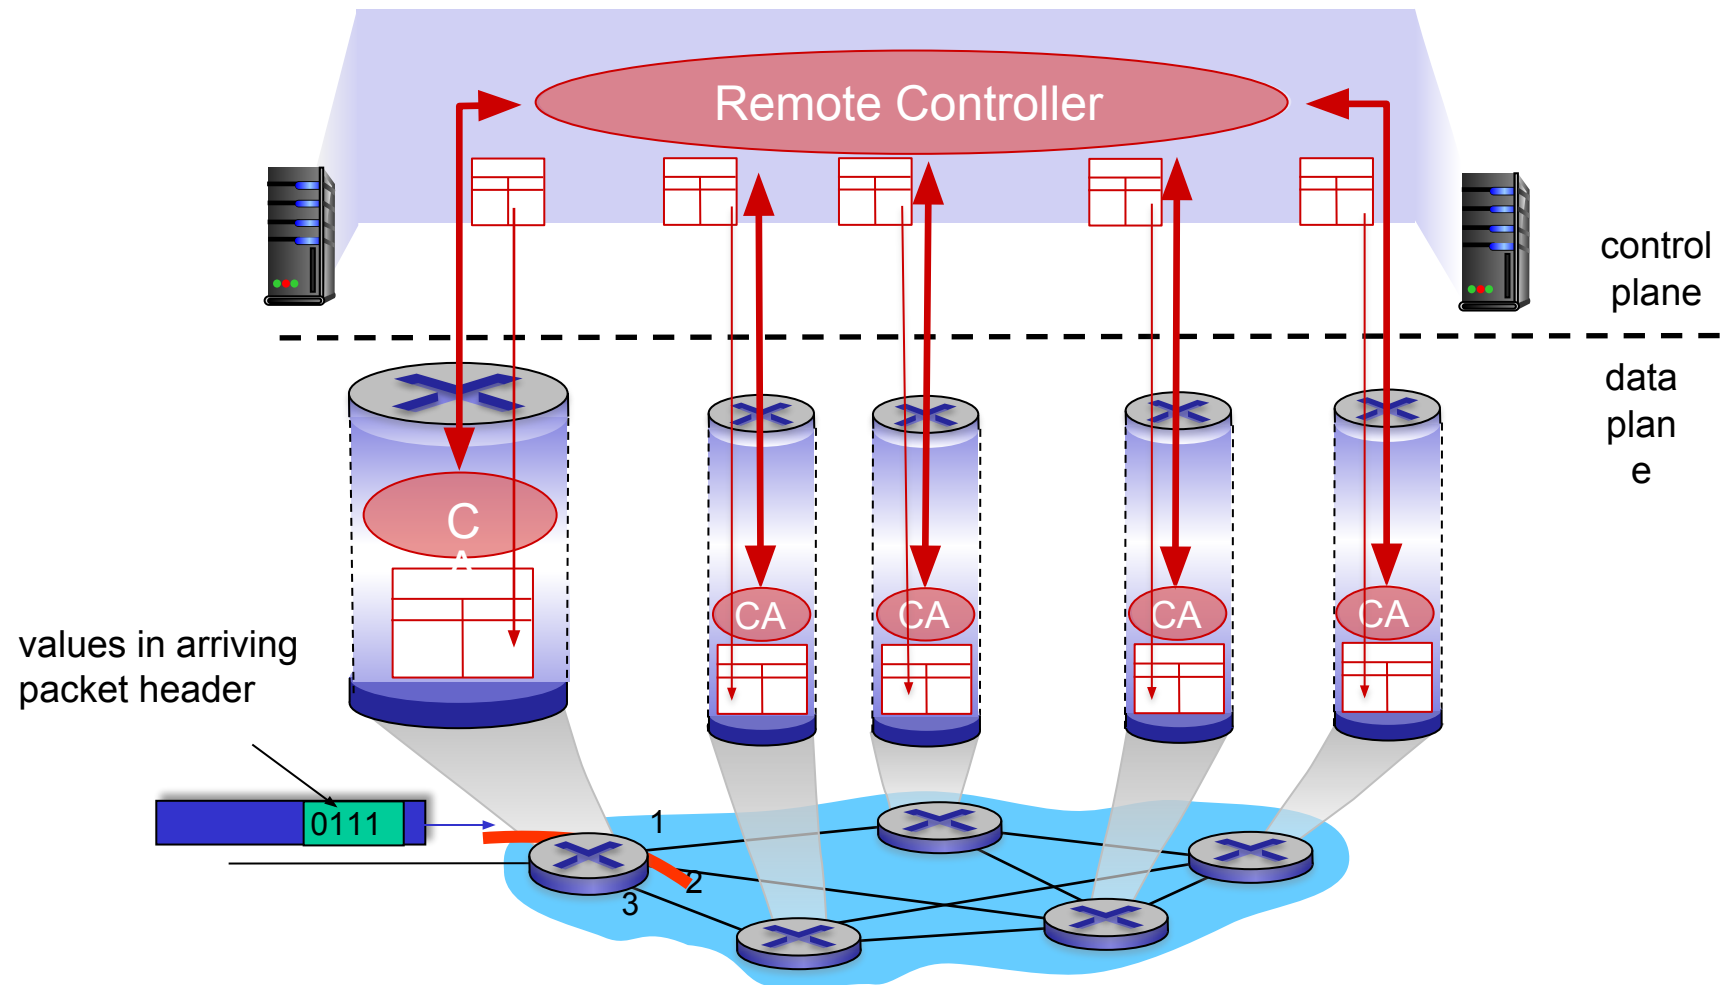 Remote Controller
control
plane
data
plan
e
C
A
CA
CA
CA
CA
values in arriving
packet header
0111
1
2
3